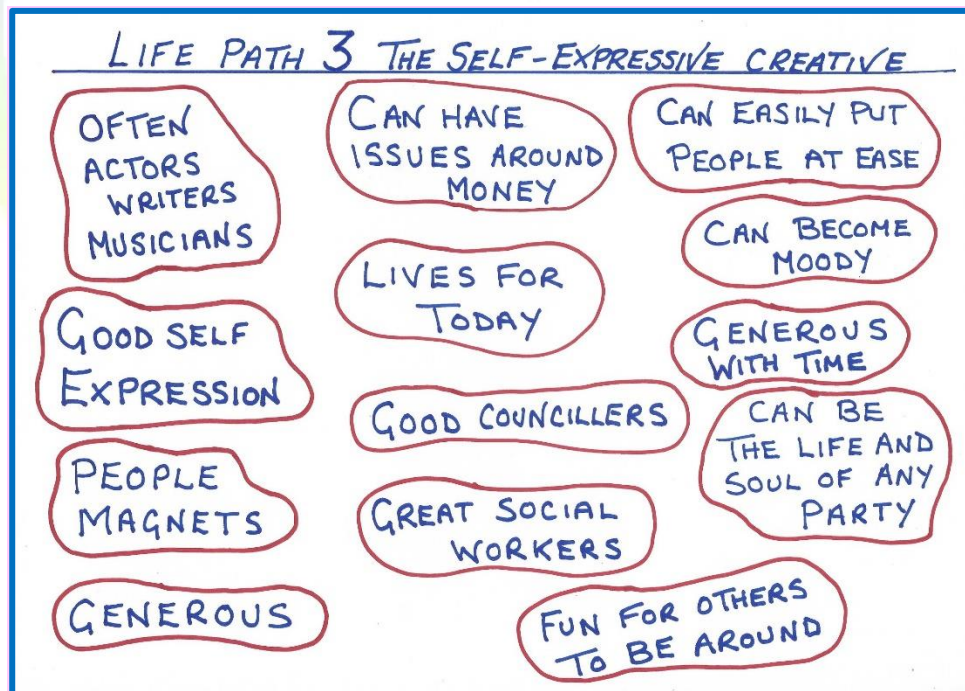 LIFE PATH 3 THE SELF-EXPRESSIVE CREATIVE
OFTEN
ACTORS
WRITERS
MUSICIANS
GOOD SELF
EXPRESSION
PEOPLE
MAGNETS
GENEROUS
CAN HAVE
ISSUES AROUND
MONEY
LIVES FOR
TODAY
GOOD COUNCILLERS
GREAT SOCIAL
WORKERS
CAN EASILY PUT
PEOPLE AT EASE
CAN BECOME
MOODY
GENEROUS
WITH TIME
CAN BE
THE LIFE AND
SOUL OF ANY
PARTY
FUN FOR OTHERS
TO BE AROUND